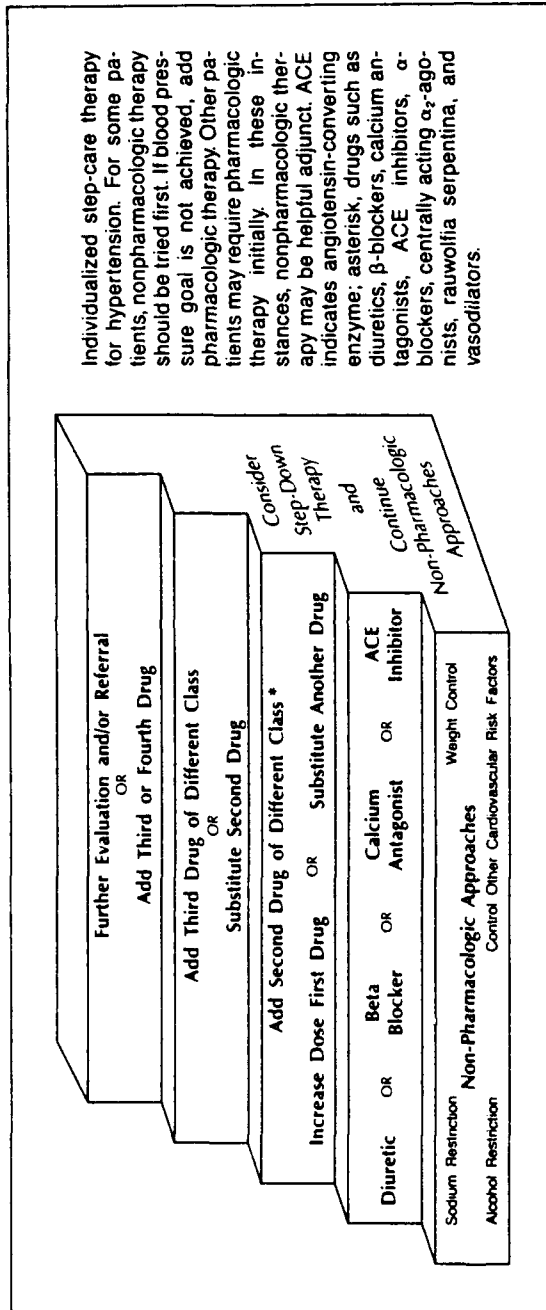 Further Evaluation and/or Referral
OR
Add Third or Fourth Drug
Add Third Drug of Different Class
OR
Substitute Second Drug
Add Second Drug of Different Class*
Increase Dose First Drug OR Substitute Another Drug
Diuretic OR Beta Blocker OR Calcium Antagonist OR ACE Inhibitor
Sodium Restriction Weight Control
Non-Pharmacologic Approaches
Alcohol Restriction Control Other Cardiovascular Risk Factors
Consider
Step-Down
Therapy
and
Continue
Non-Pharmacologic
Approaches
Individualized step-care therapy
for hypertension. For some pa-
tients, nonpharmacologic therapy
should be tried first. If blood pres-
sure goal is not achieved, add
pharmacologic therapy. Other pa-
tients may require pharmacologic
therapy initially. In these in-
stances, nonpharmacologic ther-
apy may be helpful adjunct. ACE
indicates angiotensin-converting
enzyme; asterisk, drugs such as
diuretics, β-blockers, calcium an-
tagonists, ACE inhibitors, α-
blockers, centrally acting α₂-ago-
nists, rauwolfia serpentina, and
vasodilators.